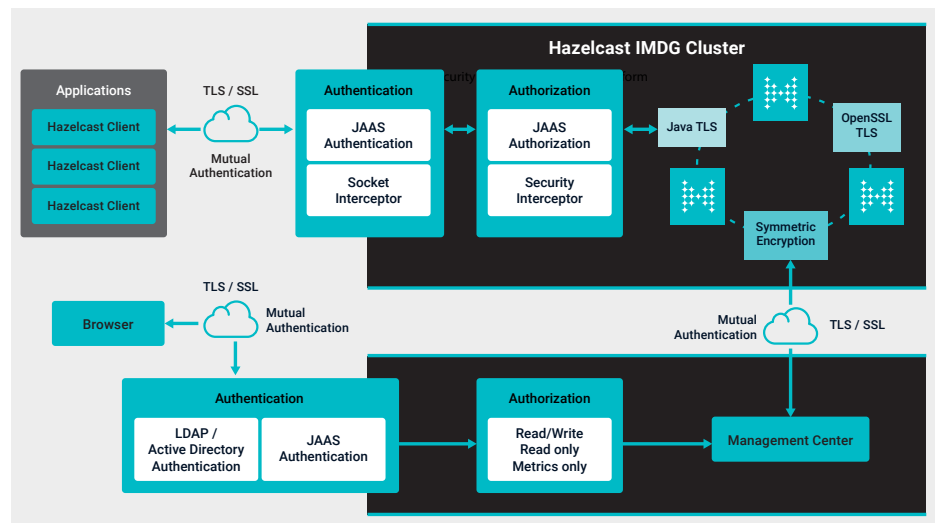 Hazelcast IMDG Cluster
Applications
Hazelcast Client
Hazelcast Client
Hazelcast Client
TLS / SSL
Mutual
Authentication
Authentication
JAAS
Authentication
Socket
Interceptor
Authorization
JAAS
Authorization
Security
Interceptor
Java TLS
OpenSSL
TLS
Symmetric
Encryption
Browser
TLS / SSL
Mutual
Authentication
Mutual
Authentication
TLS / SSL
Authentication
LDAP /
Active Directory
Authentication
JAAS
Authentication
Authorization
Read/Write
Read only
Metrics only
Management Center